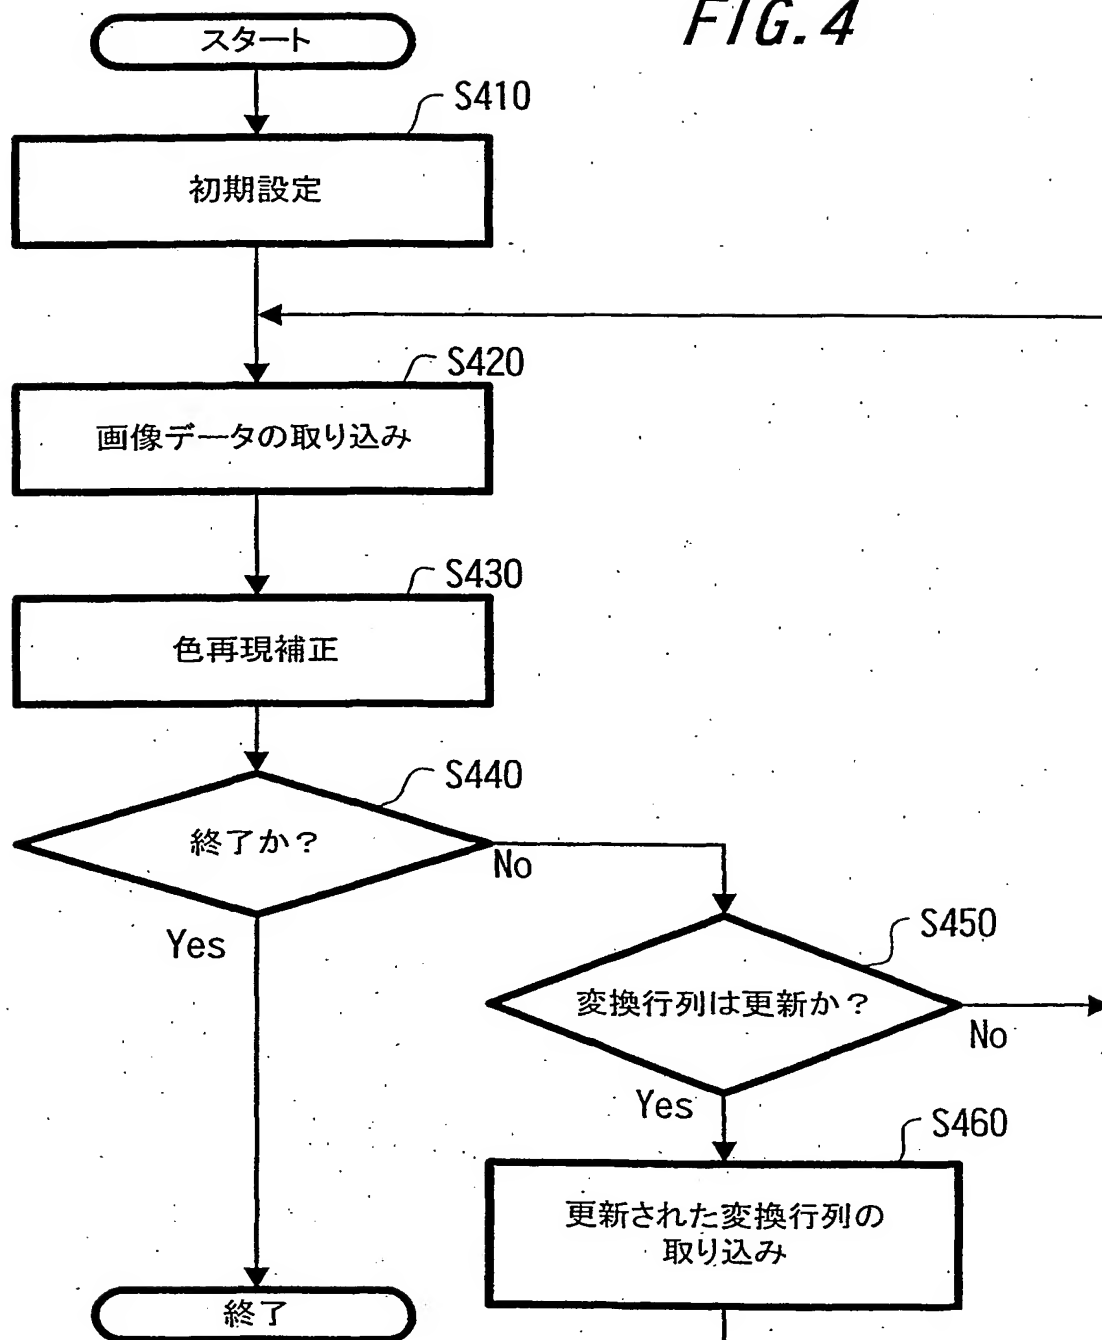 FIG.4
スタート
S410
初期設定
S420
画像データの取り込み
S430
色再現補正
S440
終了か？
No
Yes
S450
変換行列は更新か？
No
Yes
S460
更新された変換行列の
取り込み
終了